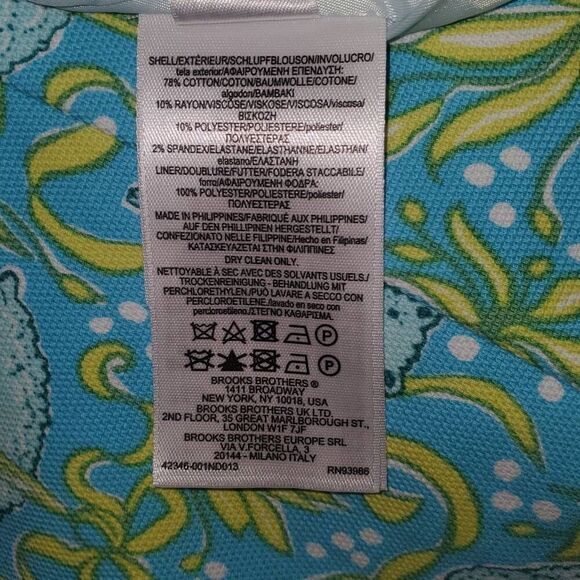 SHELL/EXTÉRIEUR/SCHLUPFBLOUSON/INVOLUCRO/
tela exterior/ΑΦΑΙΡΟΥΜΕΝΗ ΕΠΕΝΔΥΣΗ:
78% COTTON/COTON/BAUMWOLLE/COTONE/
algodon/ΒΑΜΒΑΚΙ
10% RAYON/VISCOSE/VISKOSE/VISCOSA/viscosa/
ΒΙΣΚΟΖΗ
10% POLYESTER/POLIESTERE/poliester/
ΠΟΛΥΕΣΤΕΡΑΣ
2% SPANDEX/ELASTANE/ELASTHANNE/ELASTHAN/
elastano/ΕΛΑΣΤΑΝΗ
LINER/DOUBLURE/FUTTER/FODERA STACCABILE/
forro/ΑΦΑΙΡΟΥΜΕΝΗ ΦΟΔΡΑ:
100% POLYESTER/POLIESTERE/poliester/
ΠΟΛΥΕΣΤΕΡΑΣ
MADE IN PHILIPPINES/FABRIQUÉ AUX PHILIPPINES/
AUF DEN PHILLIPINEN HERGESTELLT/
CONFEZIONATO NELLE FILIPPINE/Hecho en Filipinas/
ΚΑΤΑΣΚΕΥΑΖΕΤΑΙ ΣΤΗΝ ΦΙΛΙΠΠΙΝΕΣ
DRY CLEAN ONLY.
NETTOYABLE À SEC AVEC DES SOLVANTS USUELS./
TROCKENREINIGUNG - BEHANDLUNG MIT
PERCHLORETHYLEN./PUÒ LAVARE A SECCO CON
PERCLOROETILENE./lavado a seco con
percloroetileno./ΣΤΕΓΝΟ ΚΑΘΑΡΙΣΜΑ.
BROOKS BROTHERS ®
1411 BROADWAY
NEW YORK, NY 10018, USA
BROOKS BROTHERS UK LTD.
2ND FLOOR, 35 GREAT MARLBOROUGH ST.,
LONDON W1F 7JF
BROOKS BROTHERS EUROPE SRL
VIA V.FORCELLA, 3
20144 - MILANO ITALY
42346-001ND013 RN93986